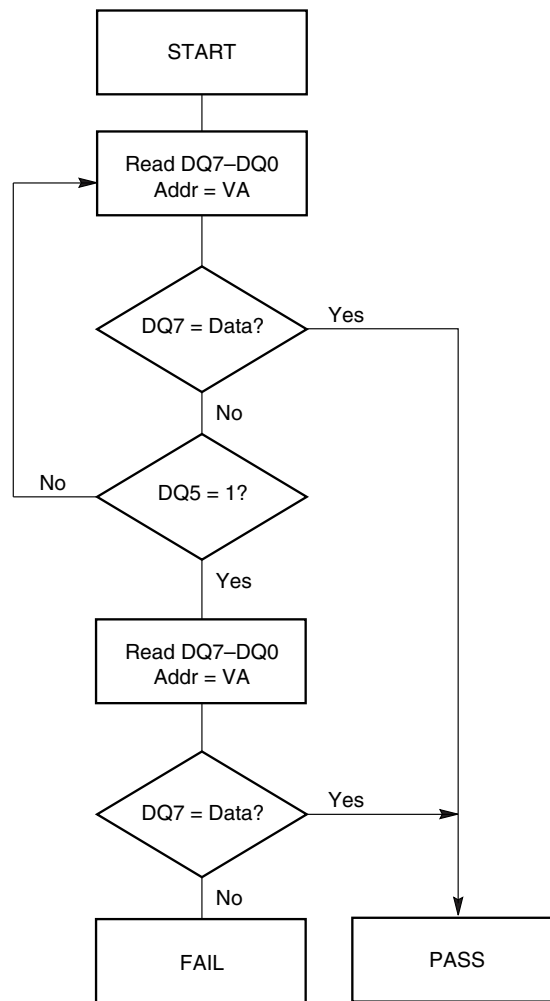 START
Read DQ7–DQ0
Addr = VA
DQ7 = Data?
Yes
No
DQ5 = 1?
No
Yes
Read DQ7–DQ0
Addr = VA
DQ7 = Data?
Yes
No
FAIL
PASS